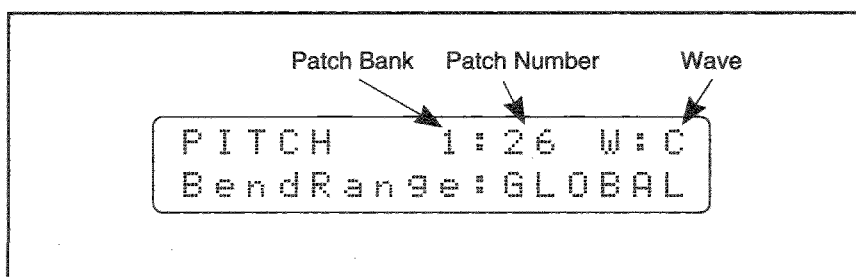 Patch Bank Patch Number Wave
PITCH 1:26 W:C
BendRange:GLOBAL